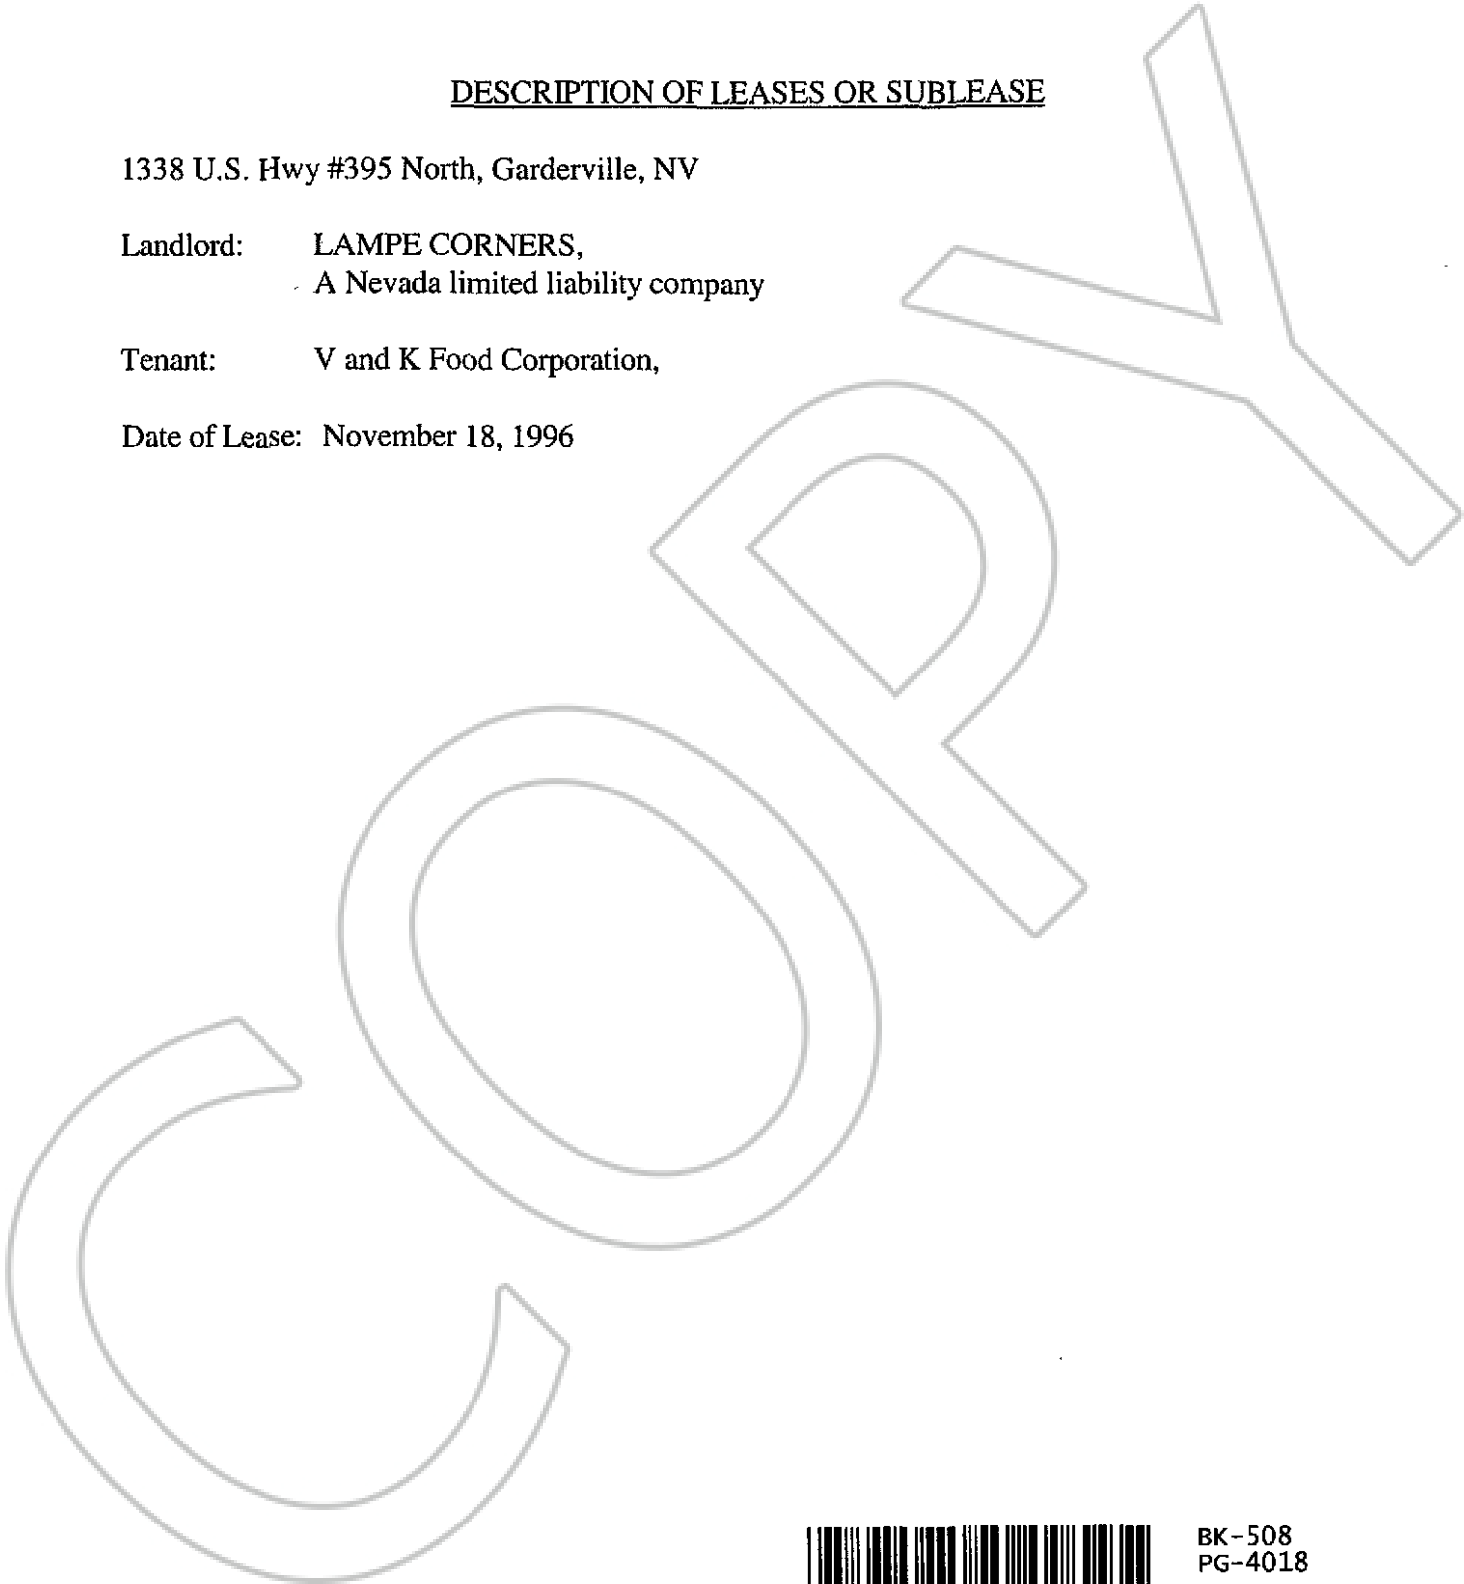 DESCRIPTION OF LEASES OR SUBLEASE
1338 U.S. Hwy #395 North, Garderville, NV
Landlord: LAMPE CORNERS,
A Nevada limited liability company
Tenant: V and K Food Corporation,
Date of Lease: November 18, 1996
COPY
BK-508
PG-4018